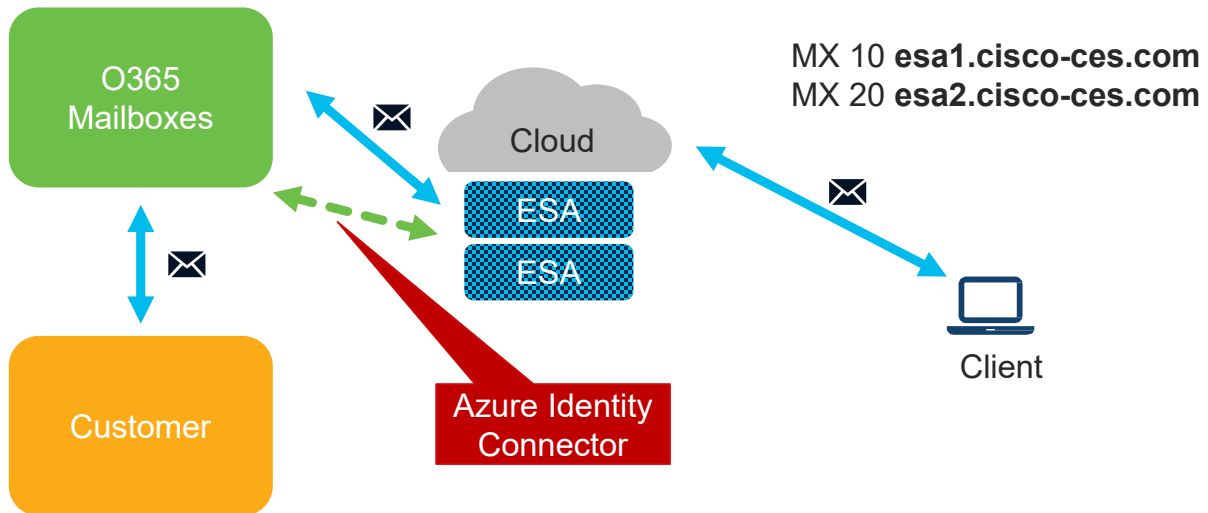 O365
Mailboxes
Cloud
MX 10 esa1.cisco-ces.com
MX 20 esa2.cisco-ces.com
ESA
ESA
Client
Azure Identity
Connector
Customer